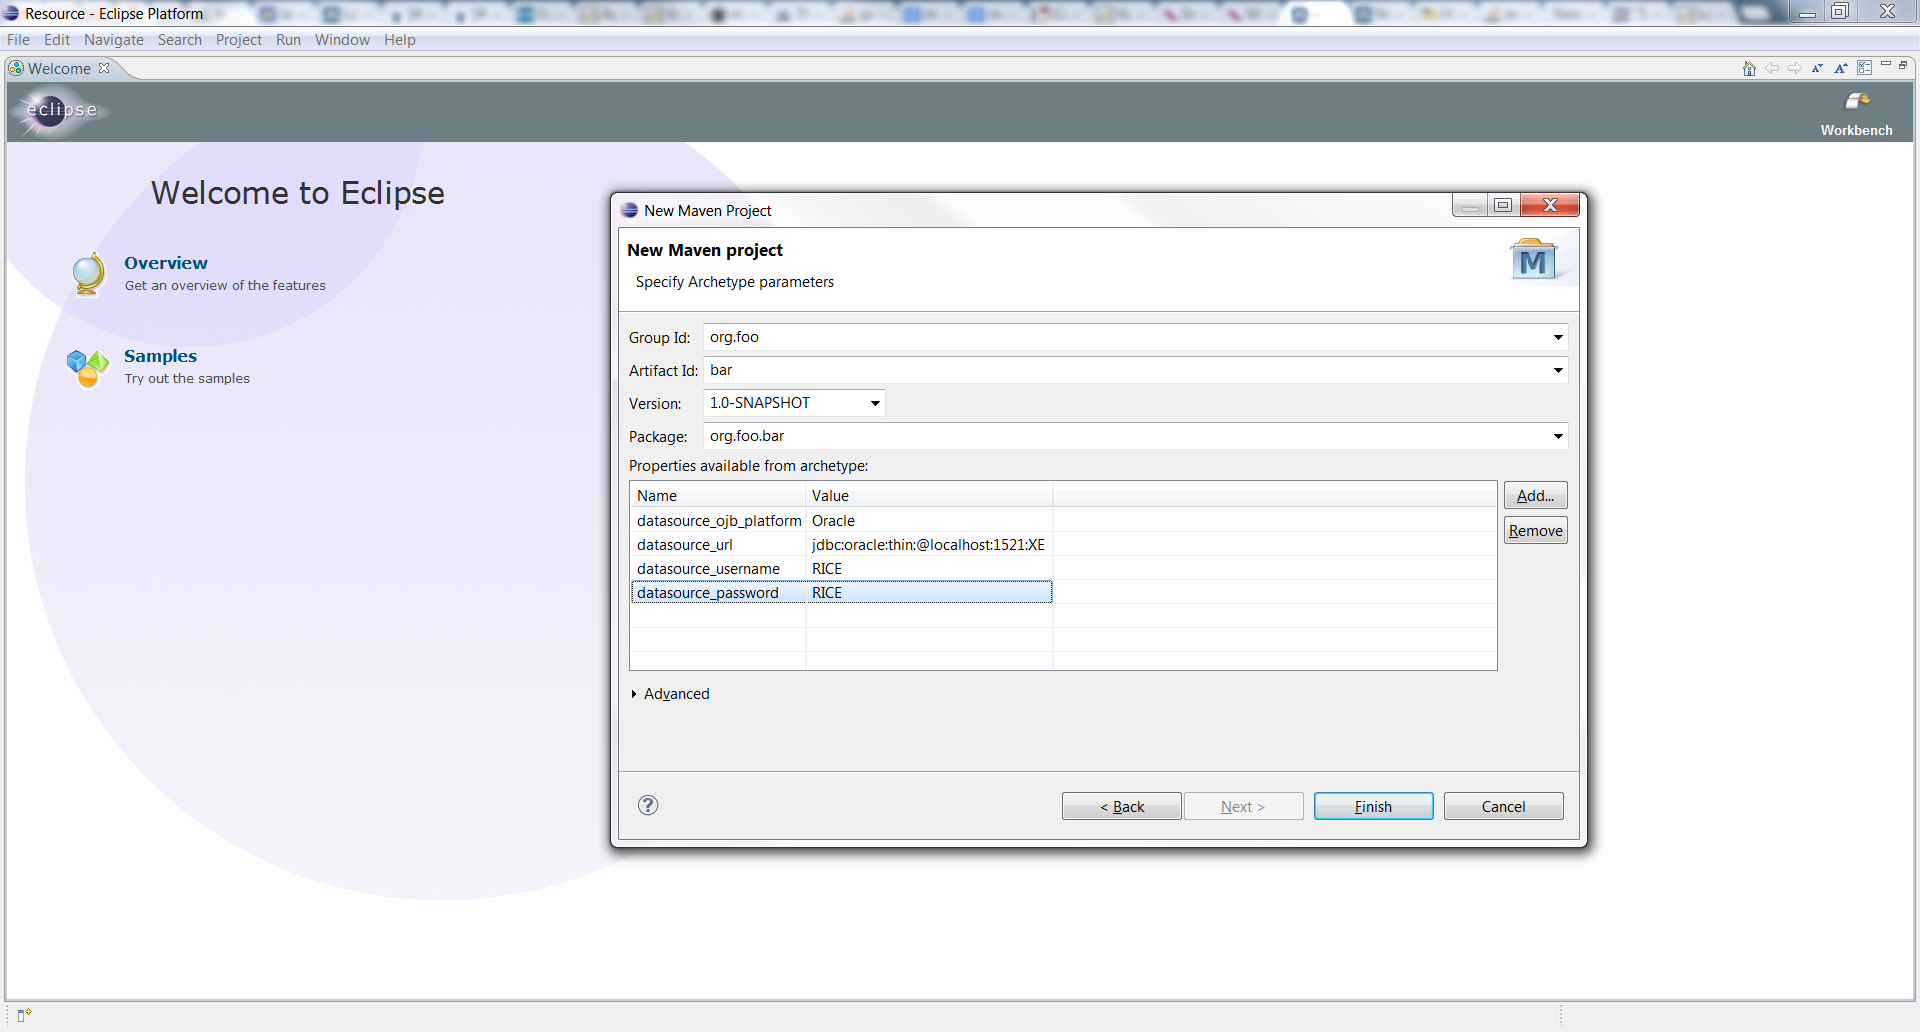 Resource - Eclipse Platform
File Edit Navigate Search Project Run Window Help
Welcome
eclipse
Workbench
Welcome to Eclipse
Overview
Get an overview of the features
Samples
Try out the samples
New Maven Project
New Maven project
Specify Archetype parameters
M
Group Id: org.foo
Artifact Id: bar
Version: 1.0-SNAPSHOT
Package: org.foo.bar
Properties available from archetype:
Name Value
Add...
datasource_ojb_platform Oracle
Remove
datasource_url jdbc:oracle:thin:@localhost:1521:XE
datasource_username RICE
datasource_password RICE
Advanced
?
< Back Next > Finish Cancel